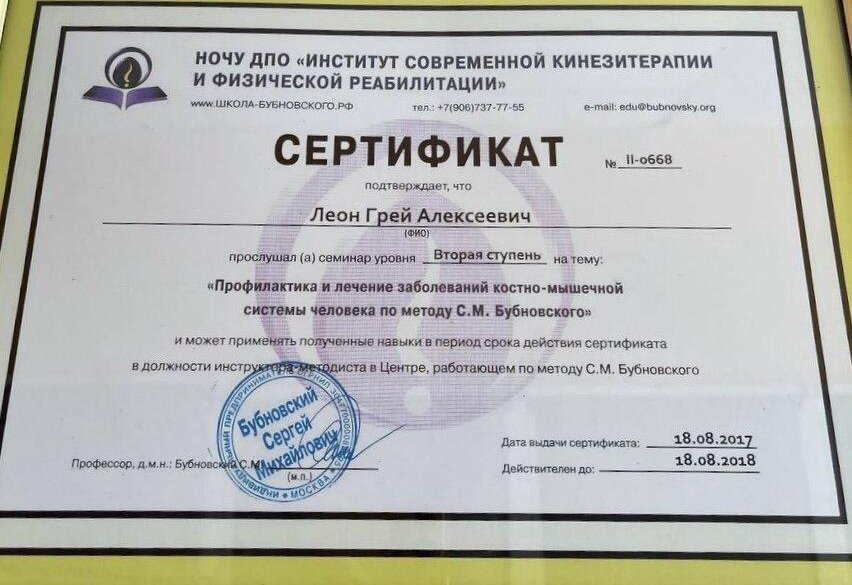 НОЧУ ДПО «ИНСТИТУТ СОВРЕМЕННОЙ КИНЕЗИТЕРАПИИ
И ФИЗИЧЕСКОЙ РЕАБИЛИТАЦИИ»
www.ШКОЛА-БУБНОВСКОГО.РФ тел.: +7(906)737-77-55 e-mail: edu@bubnovsky.org
СЕРТИФИКАТ № II-0668
подтверждает, что
Леон Грей Алексеевич
(ФИО)
прослушал (а) семинар уровня Вторая ступень на тему:
«Профилактика и лечение заболеваний костно-мышечной
системы человека по методу С.М. Бубновского»
и может применять полученные навыки в период срока действия сертификата
в должности инструктора-методиста в Центре, работающем по методу С.М. Бубновского
Дата выдачи сертификата: 18.08.2017
Действителен до: 18.08.2018
Профессор, д.м.н.: Бубновский С.М.
(м.п.)
Бубновский
Сергей
Михайлович
ИНДИВИДУАЛЬНЫЙ ПРЕДПРИНИМАТЕЛЬ
МОСКВА